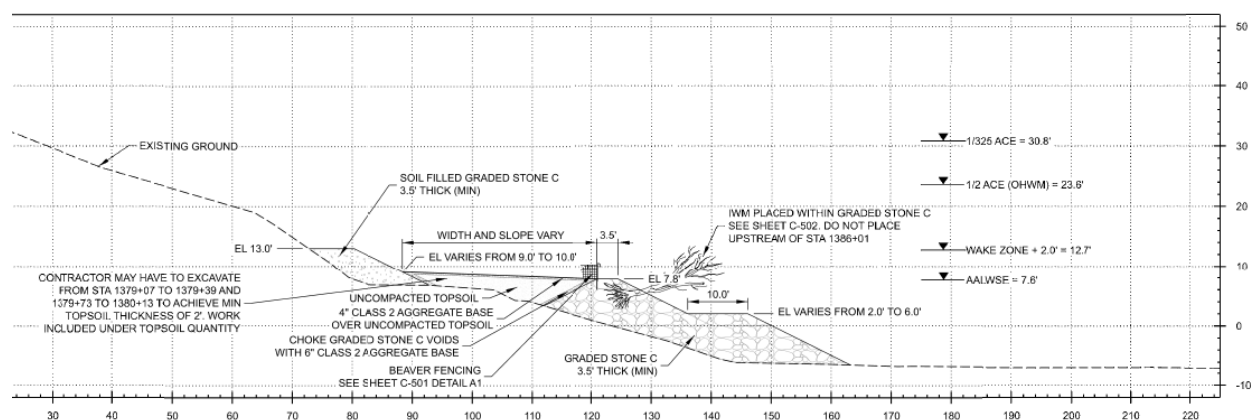 50
40
30
20
10
0
-10
EXISTING GROUND
SOIL FILLED GRADED STONE C
3.5' THICK (MIN)
EL 13.0'
WIDTH AND SLOPE VARY
3.5'
EL VARIES FROM 9.0' TO 10.0'
CONTRACTOR MAY HAVE TO EXCAVATE
FROM STA 1379+07 TO 1379+39 AND
1379+73 TO 1380+13 TO ACHIEVE MIN
TOPSOIL THICKNESS OF 2'. WORK
INCLUDED UNDER TOPSOIL QUANTITY
UNCOMPACTED TOPSOIL
4" CLASS 2 AGGREGATE BASE
OVER UNCOMPACTED TOPSOIL
CHOKE GRADED STONE C VOIDS
WITH 6" CLASS 2 AGGREGATE BASE
BEAVER FENCING
SEE SHEET C-501 DETAIL A1
EL 7.8'
IWM PLACED WITHIN GRADED STONE C
SEE SHEET C-502. DO NOT PLACE
UPSTREAM OF STA 1386+01
10.0'
EL VARIES FROM 2.0' TO 6.0'
GRADED STONE C
3.5' THICK (MIN)
1/325 ACE = 30.8'
1/2 ACE (OHWM) = 23.6'
WAKE ZONE + 2.0' = 12.7'
AALWSE = 7.6'
30 40 50 60 70 80 90 100 110 120 130 140 150 160 170 180 190 200 210 220